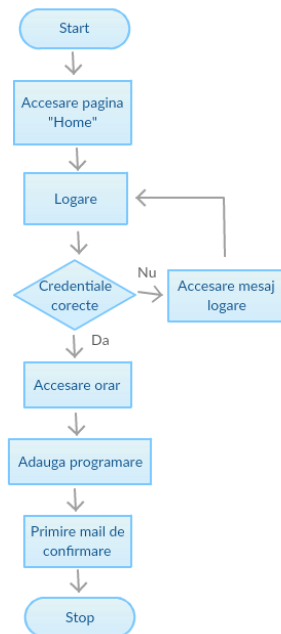 Start
Accesare pagina
"Home"
Logare
Credentiale
corecte
Nu
Accesare mesaj
logare
Da
Accesare orar
Adauga programare
Primire mail de
confirmare
Stop